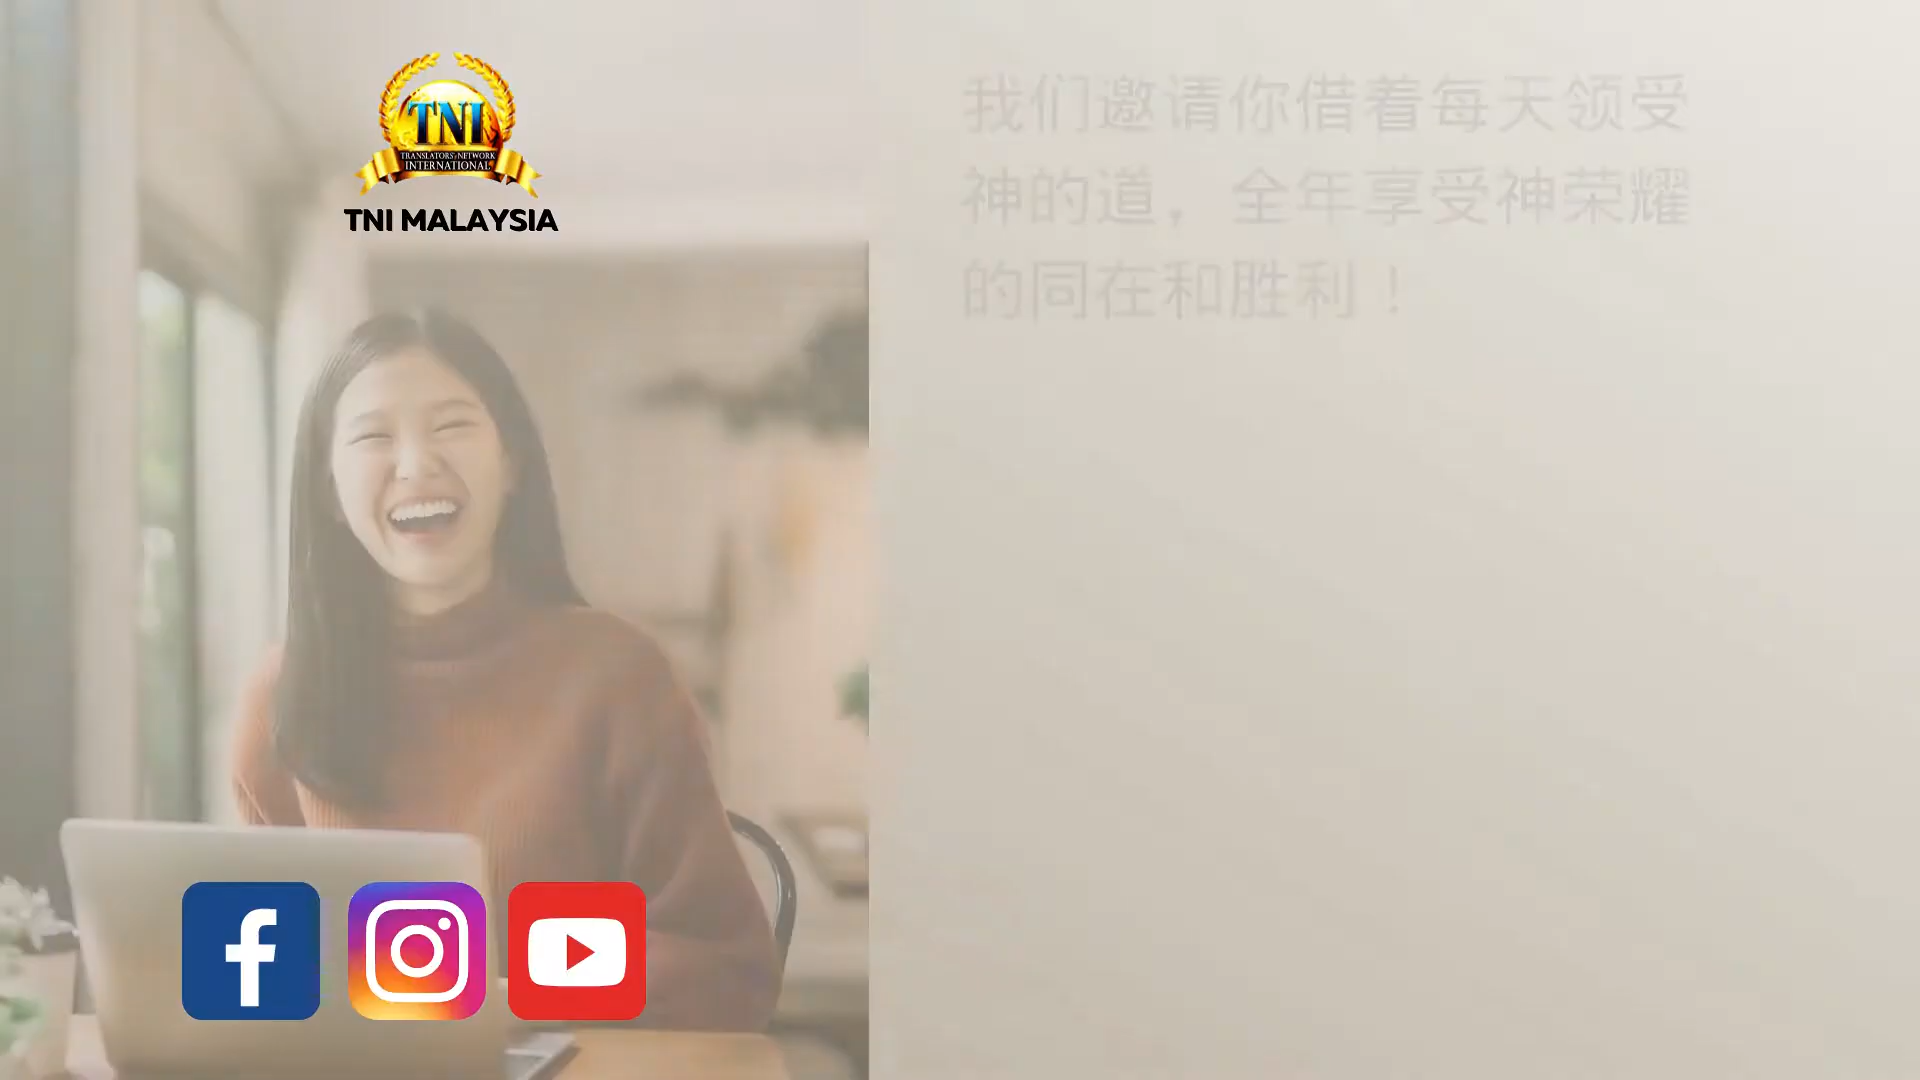 TNI
TRANSLATORS' NETWORK
INTERNATIONAL
TNI MALAYSIA
我们邀请你借着每天领受
神的道，全年享受神荣耀
的同在和胜利！